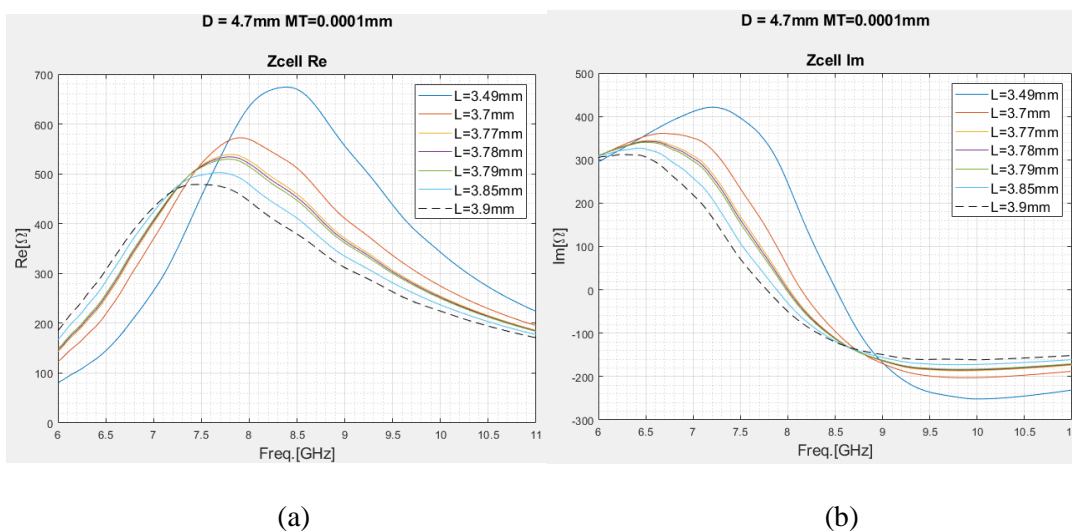 D = 4.7mm MT=0.0001mm
Zcell Re
700
600
500
400
300
200
100
0
6 6.5 7 7.5 8 8.5 9 9.5 10 10.5 11
Freq.[GHz]
Re[Ω]
L=3.49mm
L=3.7mm
L=3.77mm
L=3.78mm
L=3.79mm
L=3.85mm
L=3.9mm
(a)
D = 4.7mm MT=0.0001mm
Zcell Im
500
400
300
200
100
0
-100
-200
-300
6 6.5 7 7.5 8 8.5 9 9.5 10 10.5 11
Freq.[GHz]
Im[Ω]
L=3.49mm
L=3.7mm
L=3.77mm
L=3.78mm
L=3.79mm
L=3.85mm
L=3.9mm
(b)